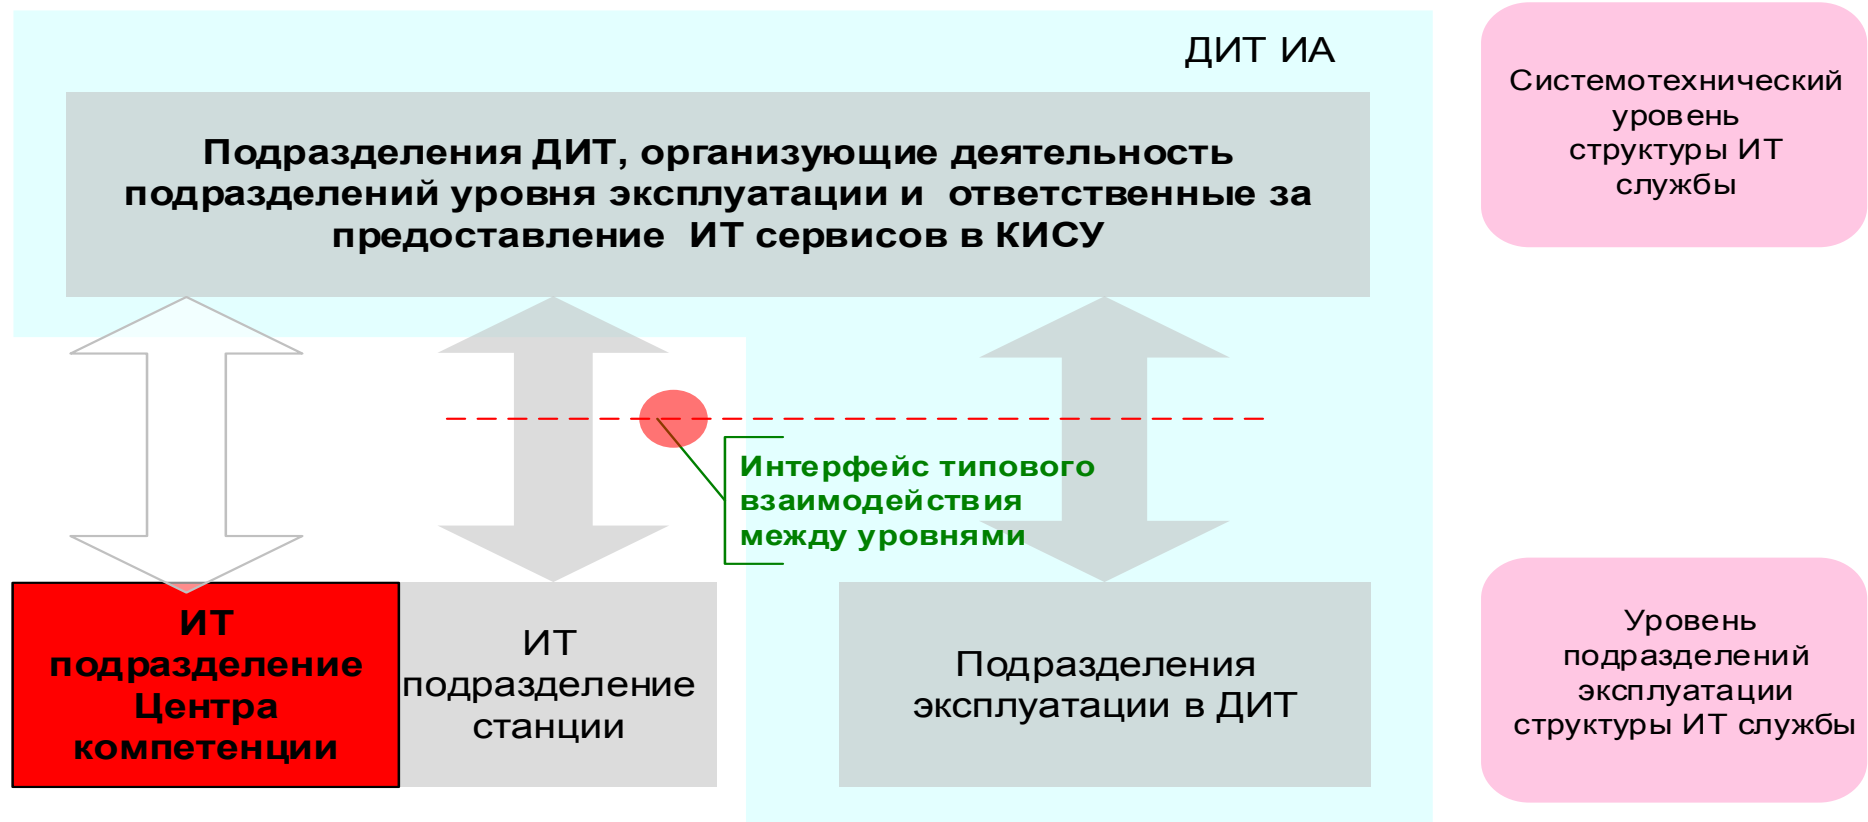 ДИТ ИА
Системотехнический
уровень
структуры ИТ
службы
Подразделения ДИТ, организующие деятельность
подразделений уровня эксплуатации и ответственные за
предоставление ИТ сервисов в КИСУ
Интерфейс типового
взаимодействия
между уровнями
ИТ
подразделение
Центра
компетенции
ИТ
подразделение
станции
Подразделения
эксплуатации в ДИТ
Уровень
подразделений
эксплуатации
структуры ИТ службы